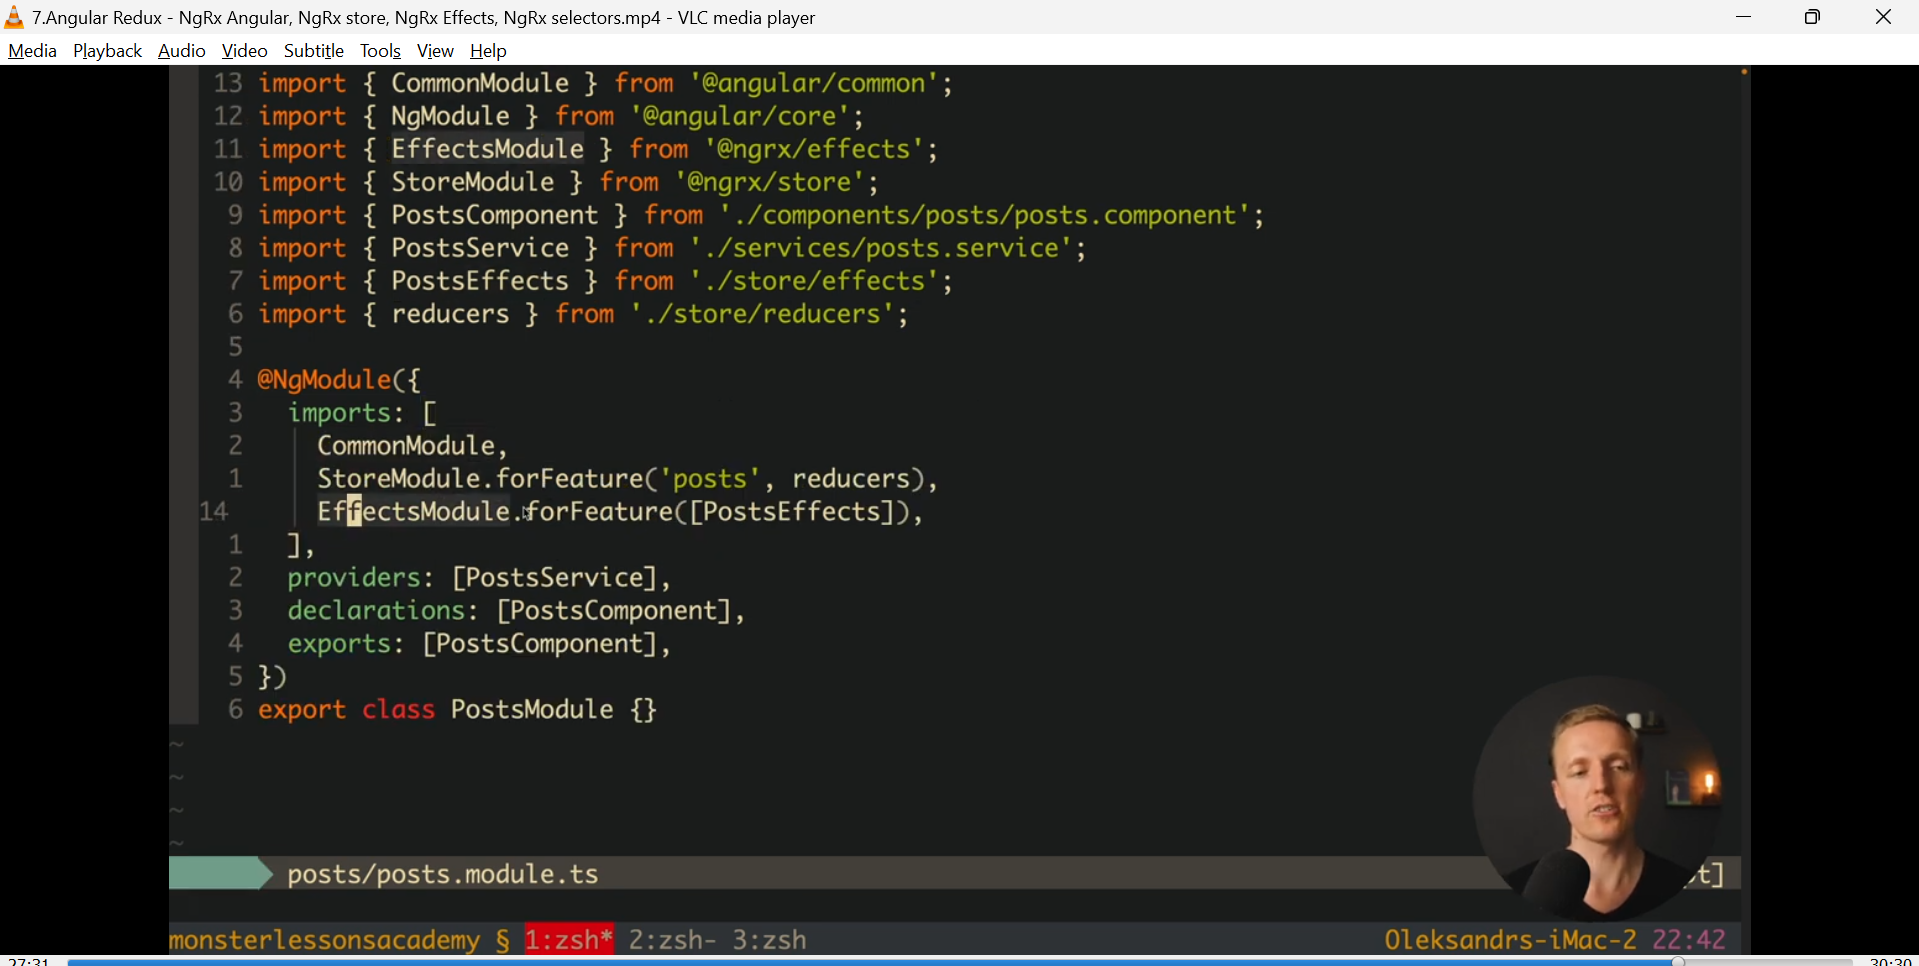 7.Angular Redux - NgRx Angular, NgRx store, NgRx Effects, NgRx selectors.mp4 - VLC media player
Media Playback Audio Video Subtitle Tools View Help
13 import { CommonModule } from '@angular/common';
12 import { NgModule } from '@angular/core';
11 import { EffectsModule } from '@ngrx/effects';
10 import { StoreModule } from '@ngrx/store';
9 import { PostsComponent } from './components/posts/posts.component';
8 import { PostsService } from './services/posts.service';
7 import { PostsEffects } from './store/effects';
6 import { reducers } from './store/reducers';
5
4 @NgModule({
3 imports: [
2 CommonModule,
1 StoreModule.forFeature('posts', reducers),
14 EffectsModule.forFeature([PostsEffects]),
1 ],
2 providers: [PostsService],
3 declarations: [PostsComponent],
4 exports: [PostsComponent],
5 })
6 export class PostsModule {}
~
~
~
~
posts/posts.module.ts t]
monsterlessonsacademy § 1:zsh* 2:zsh- 3:zsh Oleksandrs-iMac-2 22:42
27:31 30:30